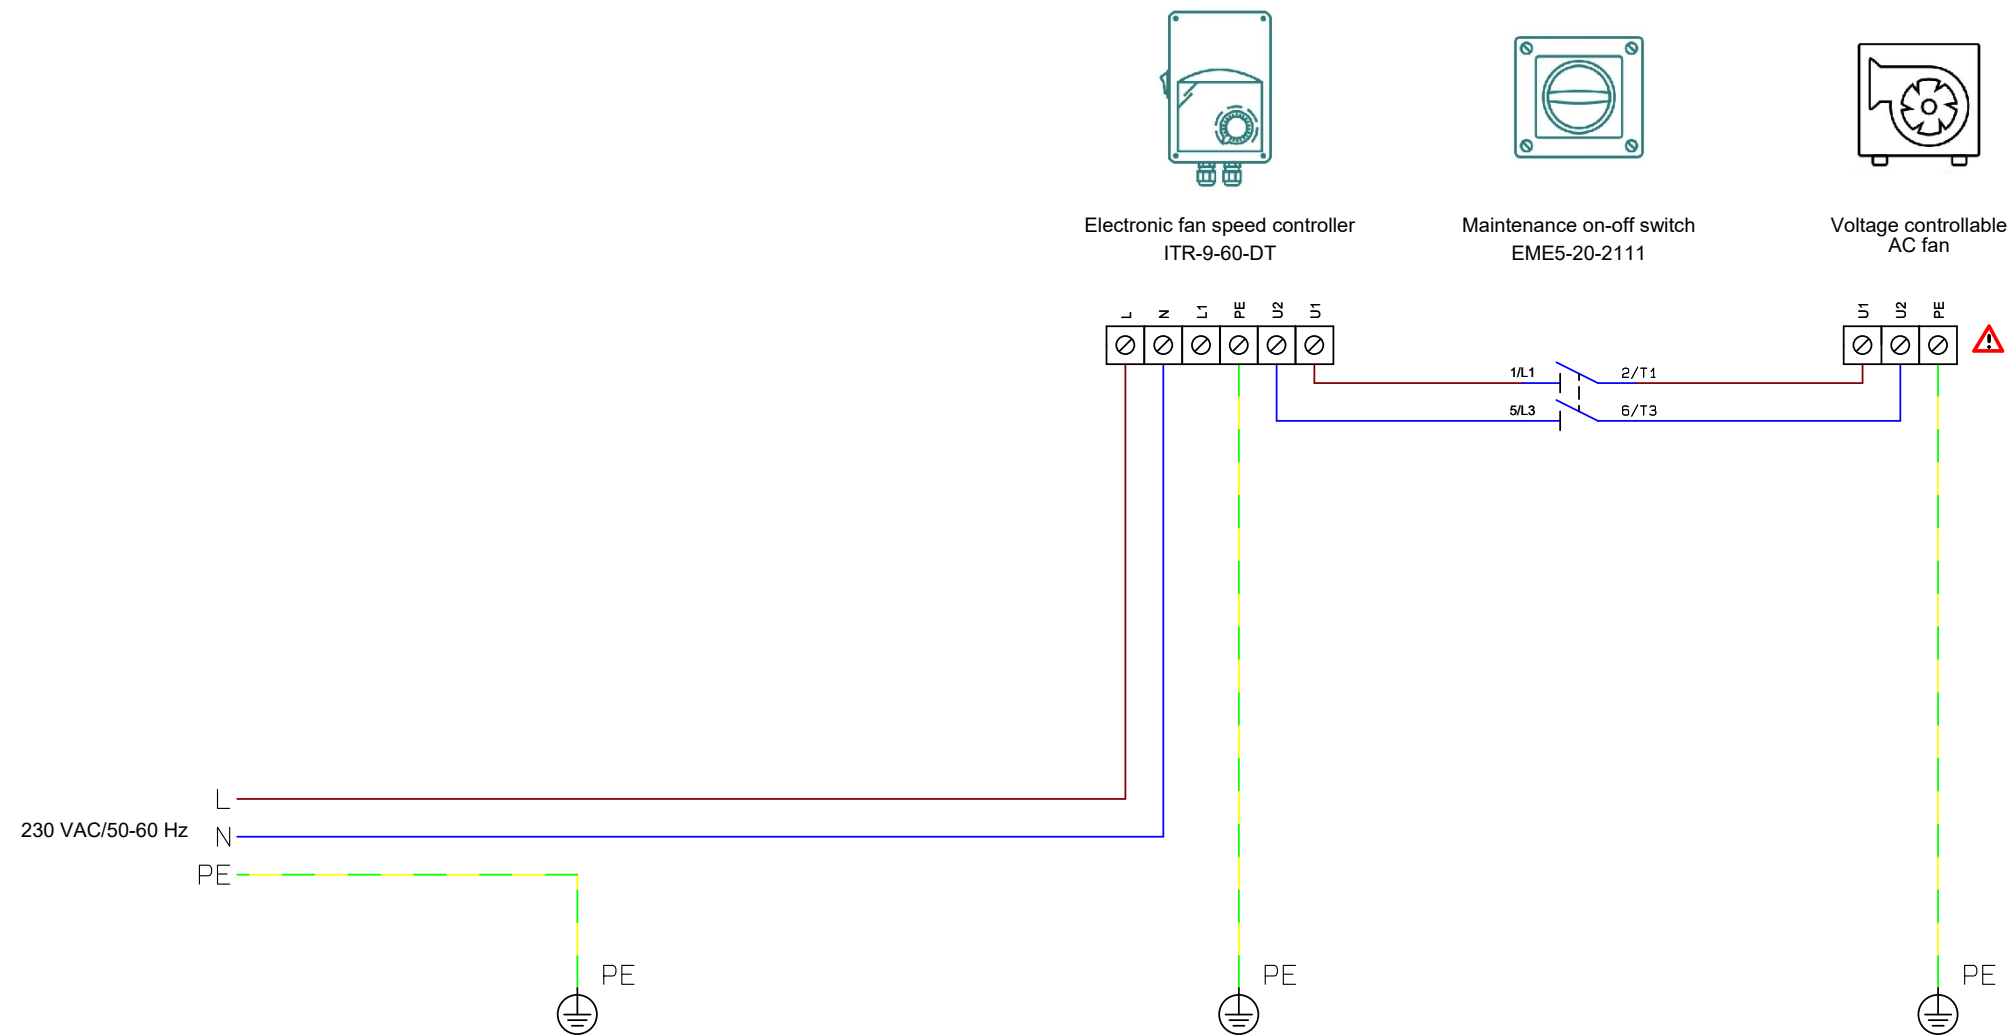 Electronic fan speed controller
ITR-9-60-DT
Maintenance on-off switch
EME5-20-2111
Voltage controllable
AC fan
L N L1 PE U2 U1
U1 U2 PE
1/L1 2/T1
5/L3 6/T3
L
230 VAC/50-60 Hz N
PE
PE
PE
PE